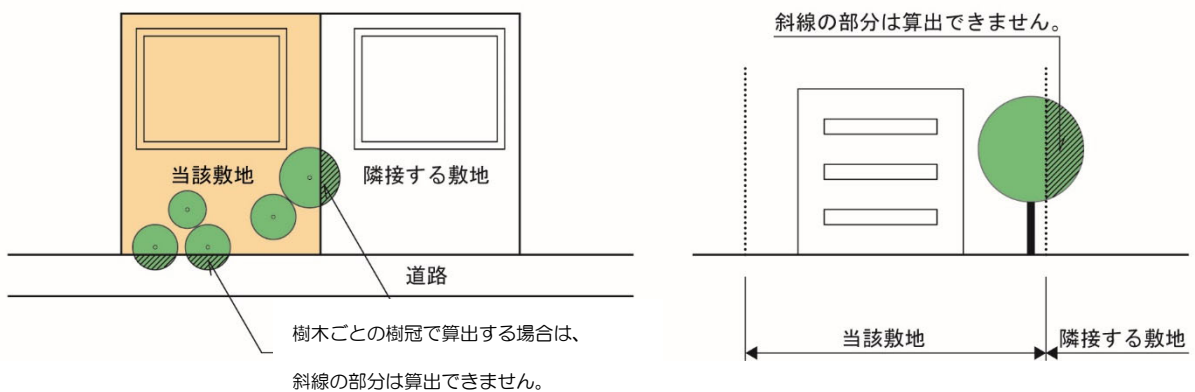 当該敷地
隣接する敷地
道路
樹木ごとの樹冠で算出する場合は、
斜線の部分は算出できません。
斜線の部分は算出できません。
当該敷地
隣接する敷地